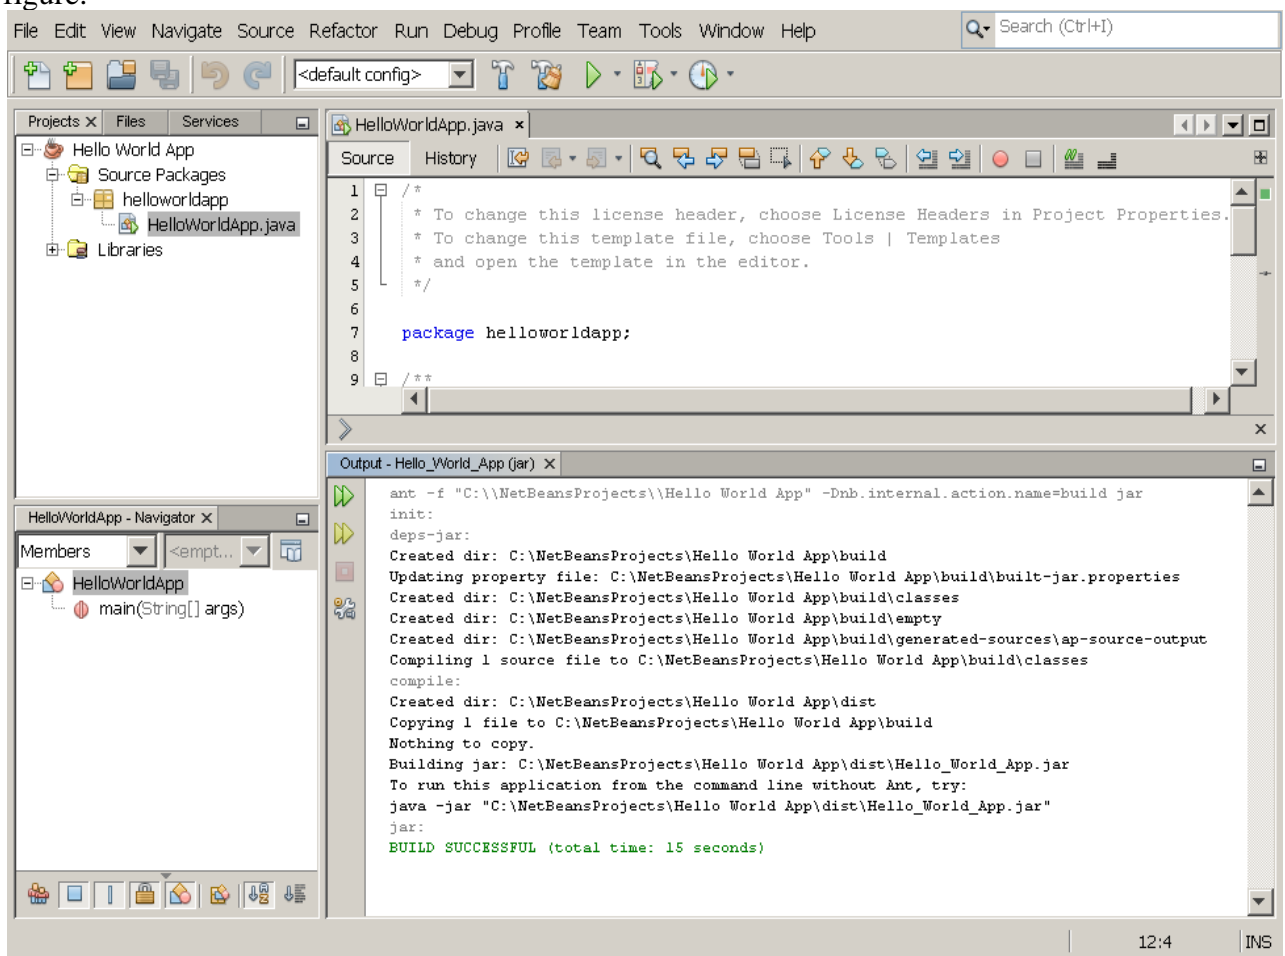 figure.
File Edit View Navigate Source Refactor Run Debug Profile Team Tools Window Help
Search (Ctrl+I)
<default config>
Projects Files Services
Hello World App
Source Packages
helloworldapp
HelloWorldApp.java
Libraries
HelloWorldApp.java
Source History
1 /*
2 * To change this license header, choose License Headers in Project Properties.
3 * To change this template file, choose Tools | Templates
4 * and open the template in the editor.
5 */
6
7 package helloworldapp;
8
9 /**
HelloWorldApp - Navigator
Members
<empt...
HelloWorldApp
main(String[] args)
Output - Hello_World_App (jar)
ant -f "C:\\NetBeansProjects\\Hello World App" -Dnb.internal.action.name=build jar
init:
deps-jar:
Created dir: C:\NetBeansProjects\Hello World App\build
Updating property file: C:\NetBeansProjects\Hello World App\build\built-jar.properties
Created dir: C:\NetBeansProjects\Hello World App\build\classes
Created dir: C:\NetBeansProjects\Hello World App\build\empty
Created dir: C:\NetBeansProjects\Hello World App\build\generated-sources\ap-source-output
Compiling 1 source file to C:\NetBeansProjects\Hello World App\build\classes
compile:
Created dir: C:\NetBeansProjects\Hello World App\dist
Copying 1 file to C:\NetBeansProjects\Hello World App\build
Nothing to copy.
Building jar: C:\NetBeansProjects\Hello World App\dist\Hello_World_App.jar
To run this application from the command line without Ant, try:
java -jar "C:\NetBeansProjects\Hello World App\dist\Hello_World_App.jar"
jar:
BUILD SUCCESSFUL (total time: 15 seconds)
12:4 INS